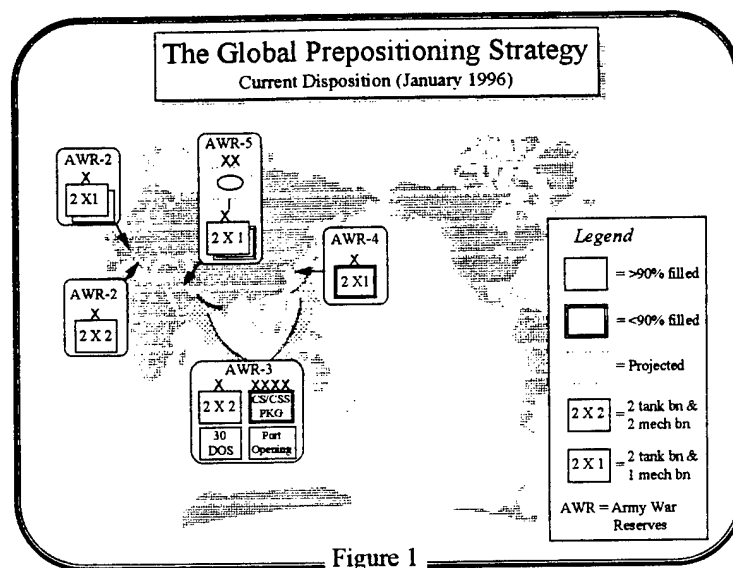 The Global Prepositioning Strategy
Current Disposition (January 1996)
AWR-2
X
2 X1
AWR-5
XX
X
2 X 1
AWR-4
X
2 X1
AWR-2
X
2 X 2
AWR-3
X XXXX
2 X 2
CS/CSS
PKG
30
DOS
Port
Opening
Legend
= >90% filled
= <90% filled
= Projected
2 X 2 = 2 tank bn &
2 mech bn
2 X 1 = 2 tank bn &
1 mech bn
AWR = Army War
Reserves
Figure 1